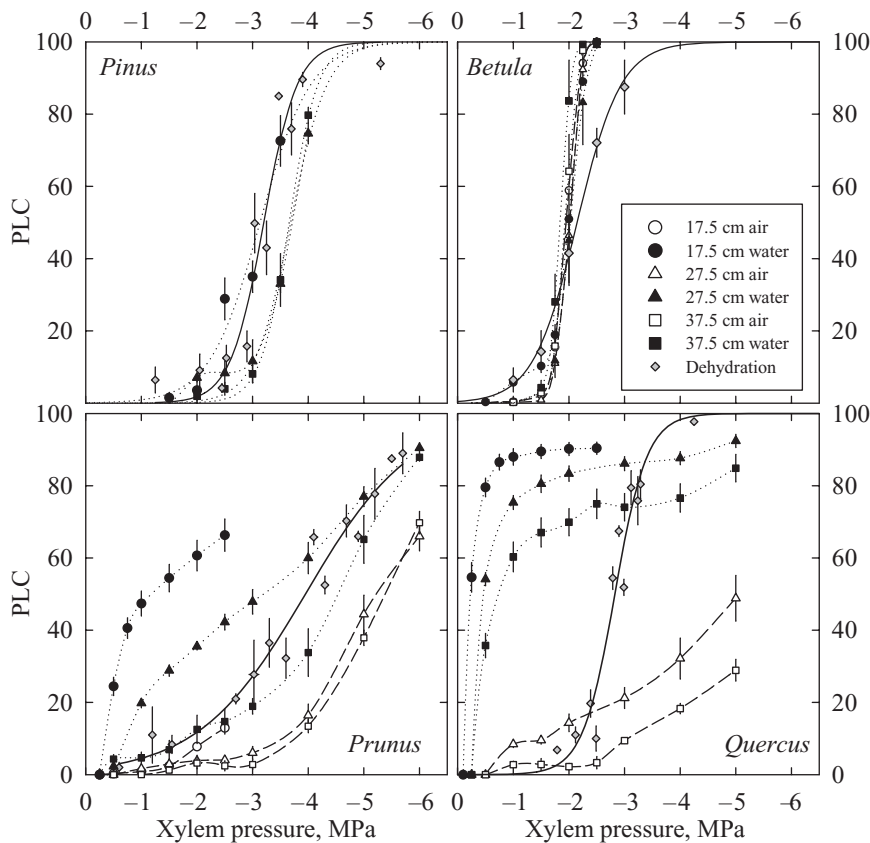 0 −1 −2 −3 −4 −5 −6 0 −1 −2 −3 −4 −5 −6
100 100
Pinus Betula
80 80
60 60
PLC
40 40
20 20
17.5 cm air
17.5 cm water
27.5 cm air
27.5 cm water
37.5 cm air
37.5 cm water
Dehydration
100 100
80 80
60 60
PLC
40 40
20 20
Prunus Quercus
0 0
0 −1 −2 −3 −4 −5 −6 0 −1 −2 −3 −4 −5 −6
Xylem pressure, MPa Xylem pressure, MPa